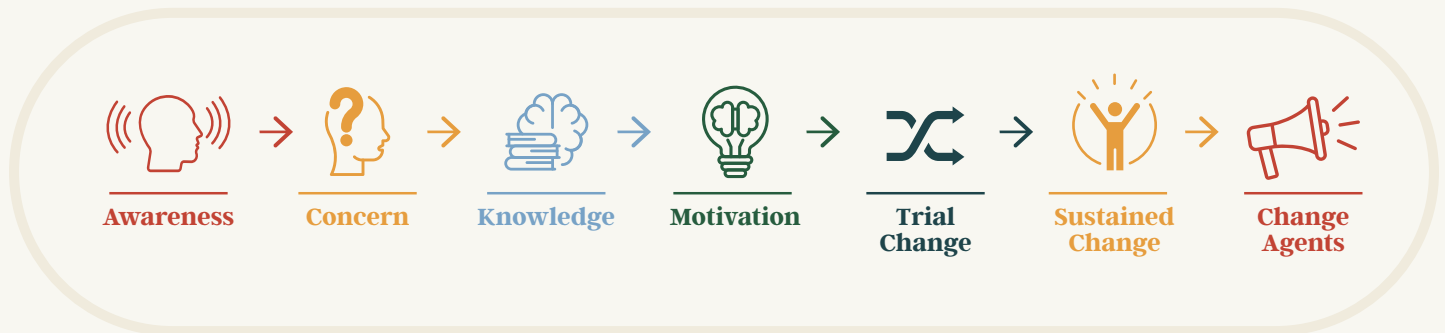 Awareness
Concern
Knowledge
Motivation
Trial
Change
Sustained
Change
Change
Agents